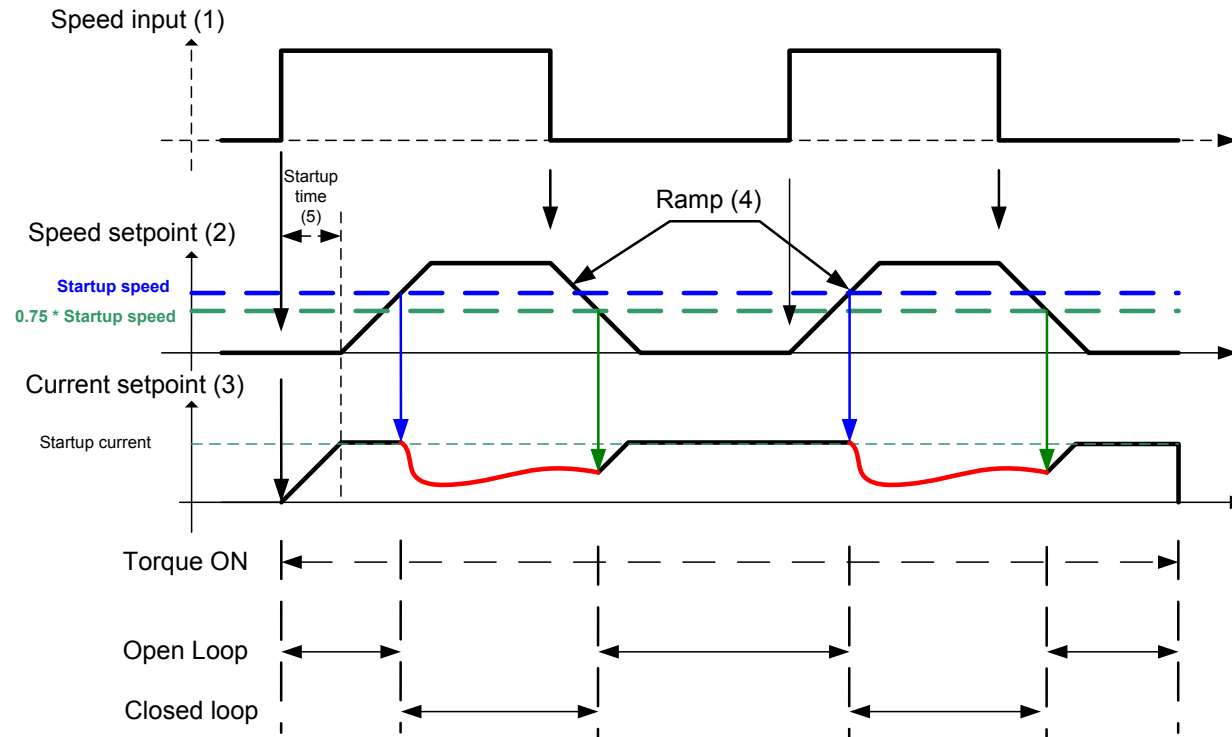 Speed input (1)
Startup
time
(5)
Ramp (4)
Speed setpoint (2)
Startup speed
0.75 * Startup speed
Current setpoint (3)
Startup current
Torque ON
Open Loop
Closed loop